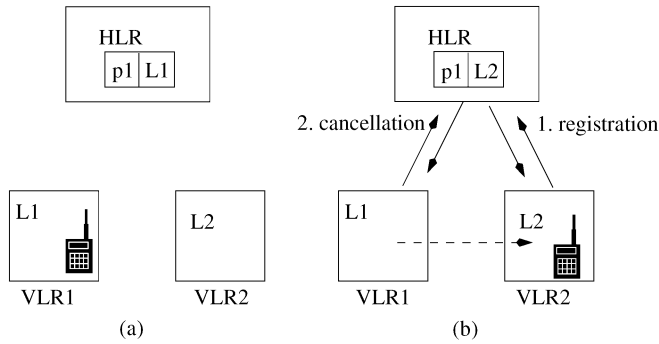 HLR
HLR
p1 L1
p1 L2
2. cancellation
1. registration
L1
L2
L1
L2
VLR1
VLR2
VLR1
VLR2
(a)
(b)